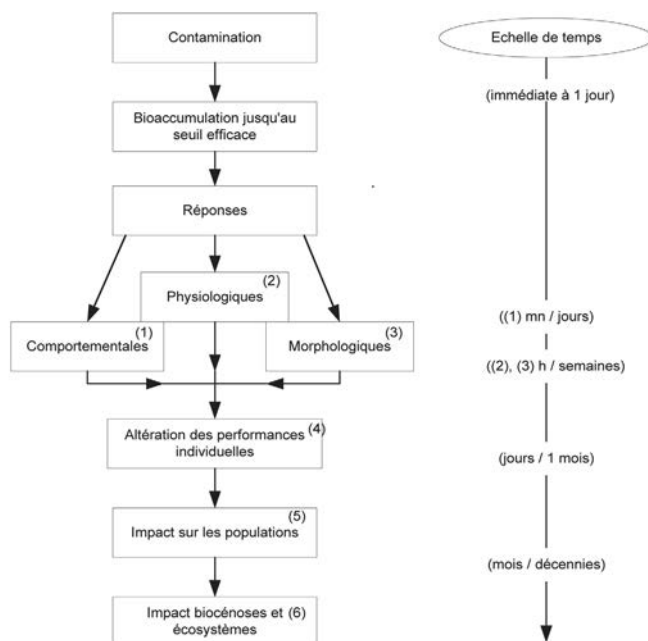 Contamination
Echelle de temps
(immédiate à 1 jour)
Bioaccumulation jusqu'au
seuil efficace
Réponses
(2)
Physiologiques
((1) mn / jours)
(1)
Comportementales
(3)
Morphologiques
((2), (3) h / semaines)
Altération des performances (4)
individuelles
(jours / 1 mois)
(5)
Impact sur les populations
(mois / décennies)
Impact biocénoses et (6)
écosystèmes